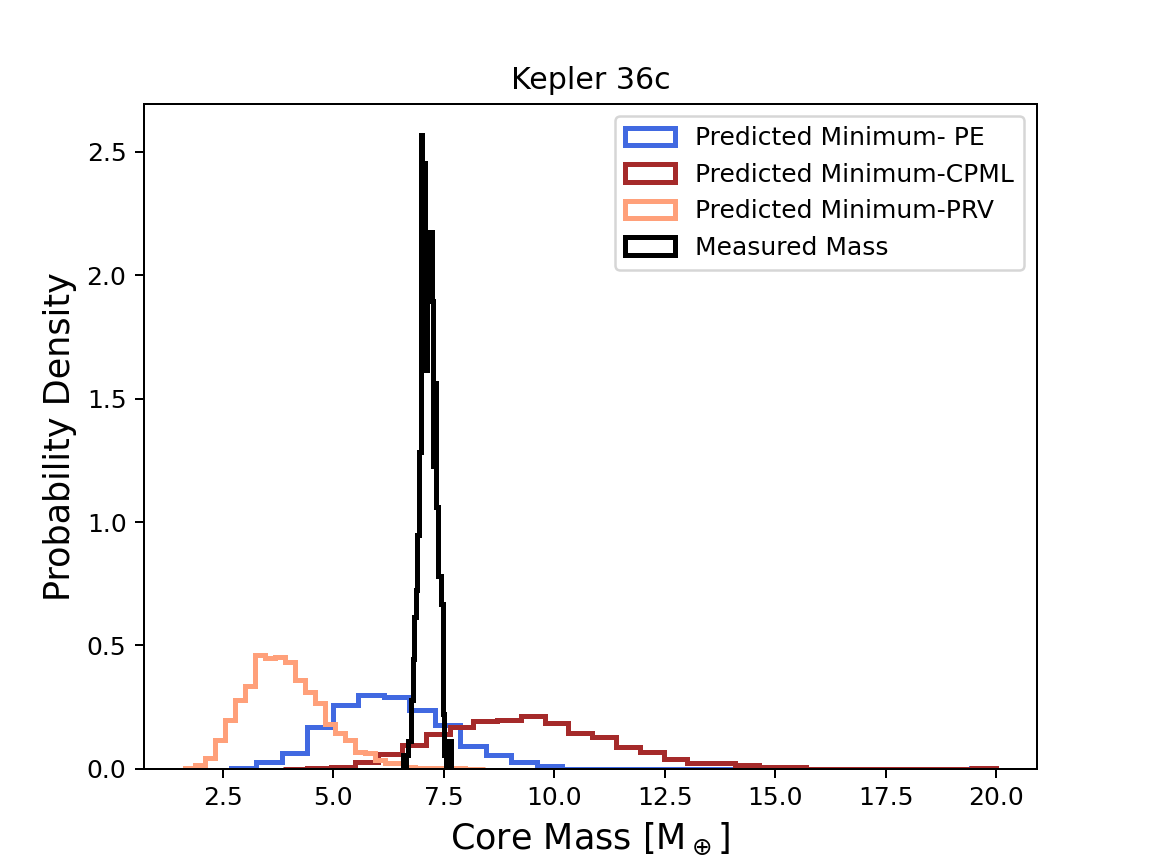 Kepler 36c
Predicted Minimum- PE
Predicted Minimum-CPML
Predicted Minimum-PRV
Measured Mass
Probability Density
2.5
2.0
1.5
1.0
0.5
0.0
2.5 5.0 7.5 10.0 12.5 15.0 17.5 20.0
Core Mass [M⊕]